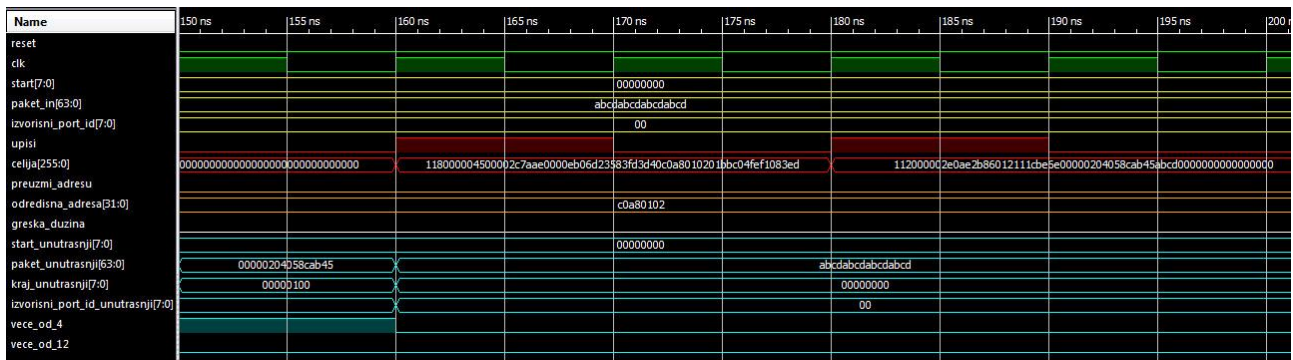 Name
150 ns 155 ns 160 ns 165 ns 170 ns 175 ns 180 ns 185 ns 190 ns 195 ns 200 n
reset
clk
start[7:0] 00000000
paket_in[63:0] abcdabcdabcdabcd
izvorisni_port_id[7:0] 00
upisi
celija[255:0] 118000004500002c7aae0000eb06d23583fd3d40c0a8010201bbc04fef1083ed 112000002e0ae2b86012111cbe5e00000204058cab45abcd0000000000000000
preuzmi_adresu
odredisna_adresa[31:0] c0a80102
greska_duzina
start_unutrasnji[7:0] 00000000
paket_unutrasnji[63:0] 00000204058cab45 abcdabcdabcdabcd
kraj_unutrasnji[7:0] 00000100 00000000
izvorisni_port_id_unutrasnji[7:0] 00
vece_od_4
vece_od_12